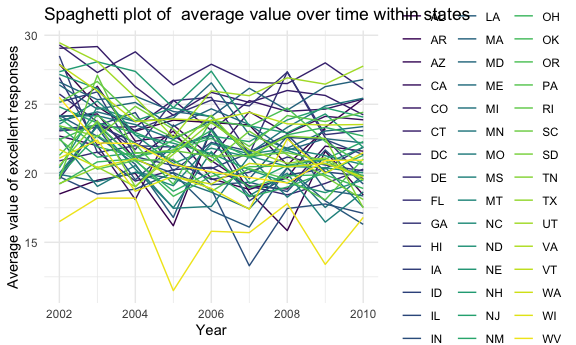 Spaghetti plot of  average value over time within states
Average value of excellent responses
30
25
20
15
2002
2004
2006
2008
2010
Year
AR
AZ
CA
CO
CT
DC
DE
FL
GA
HI
IA
ID
IL
IN
LA
MA
MD
ME
MI
MN
MO
MS
MT
NC
ND
NE
NH
NJ
NM
OH
OK
OR
PA
RI
SC
SD
TN
TX
UT
VA
VT
WA
WI
WV